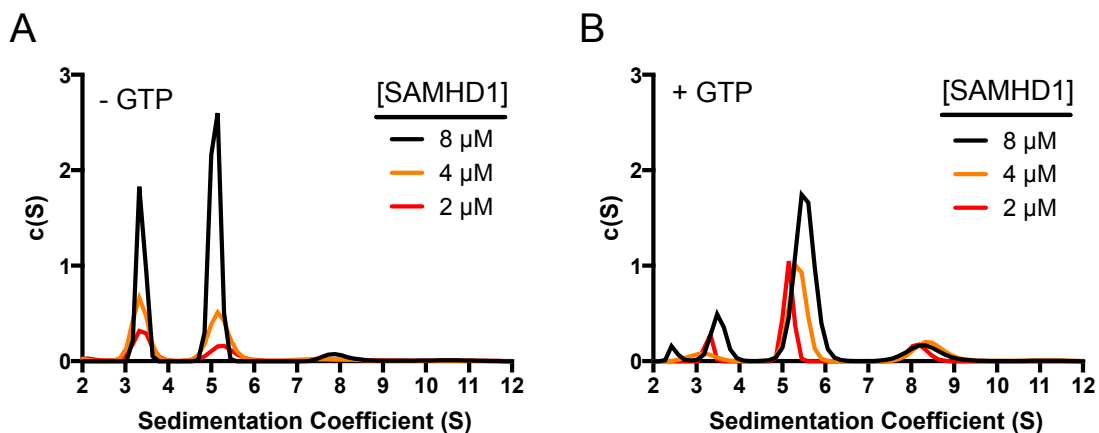 A
- GTP
[SAMHD1]
8 µM
4 µM
2 µM
c(S)
3
2
1
0
2 3 4 5 6 7 8 9 10 11 12
Sedimentation Coefficient (S)
B
+ GTP
[SAMHD1]
8 µM
4 µM
2 µM
c(S)
3
2
1
0
2 3 4 5 6 7 8 9 10 11 12
Sedimentation Coefficient (S)